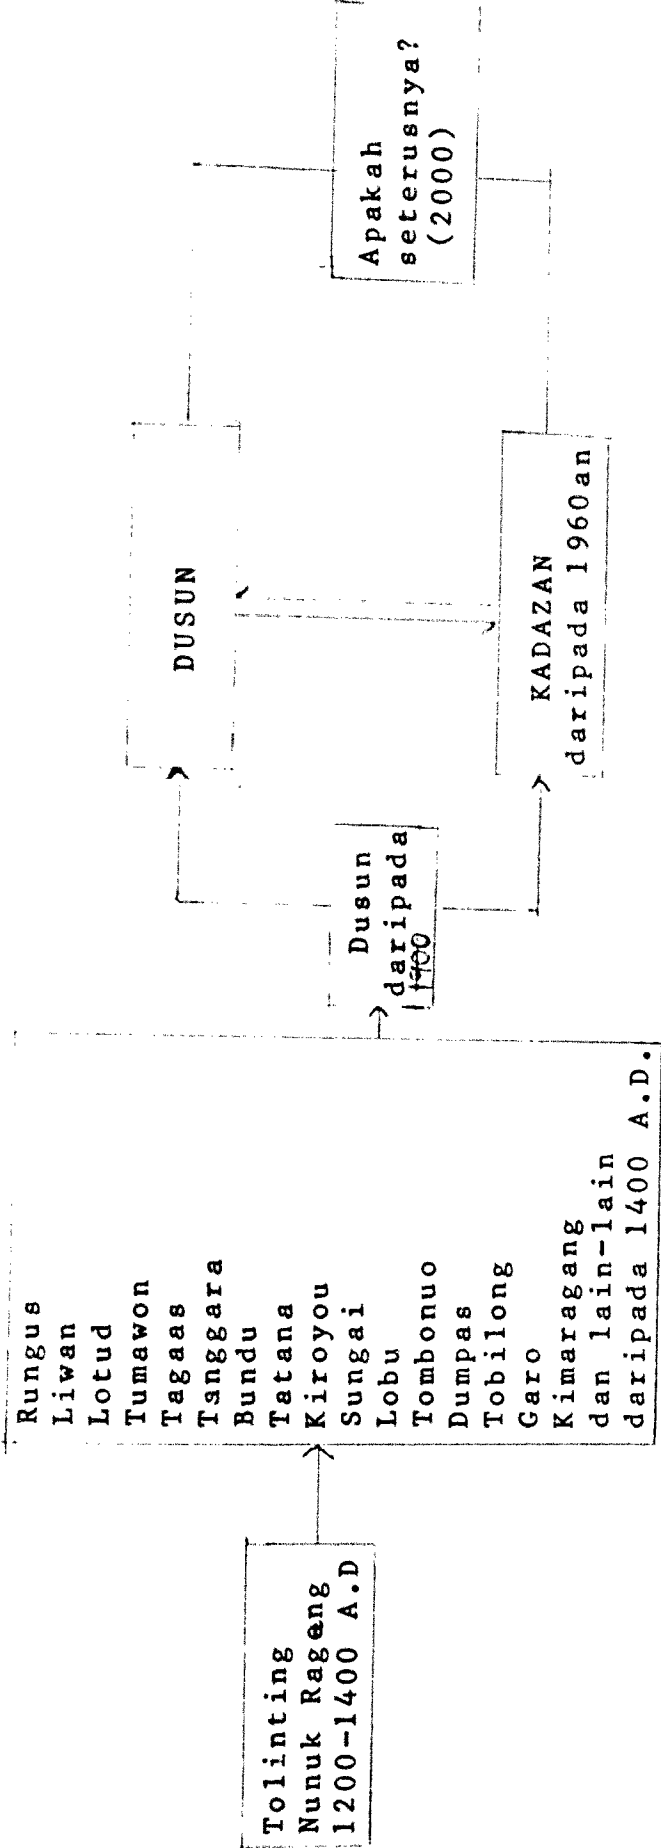 Tolinting
Nunuk Ragang
1200-1400 A.D
Rungus
Liwan
Lotud
Tumawon
Tagaas
Tanggara
Bundu
Tatana
Kiroyou
Sungai
Lobu
Tombonuo
Dumpas
Tobilong
Garo
Kimaragang
dan lain-lain
daripada 1400 A.D.
Dusun
daripada
1900
DUSUN
KADAZAN
daripada 1960an
Apakah
seterusnya?
(2000)